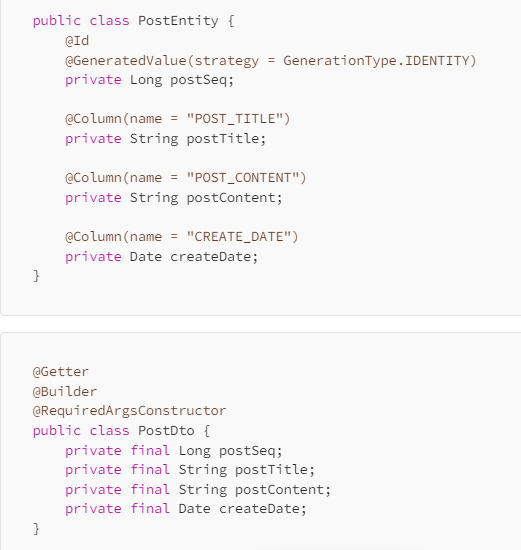 public class PostEntity {
@Id
@GeneratedValue(strategy = GenerationType.IDENTITY)
private Long postSeq;
@Column(name = "POST_TITLE")
private String postTitle;
@Column(name = "POST_CONTENT")
private String postContent;
@Column(name = "CREATE_DATE")
private Date createDate;
}
@Getter
@Builder
@RequiredArgsConstructor
public class PostDto {
private final Long postSeq;
private final String postTitle;
private final String postContent;
private final Date createDate;
}